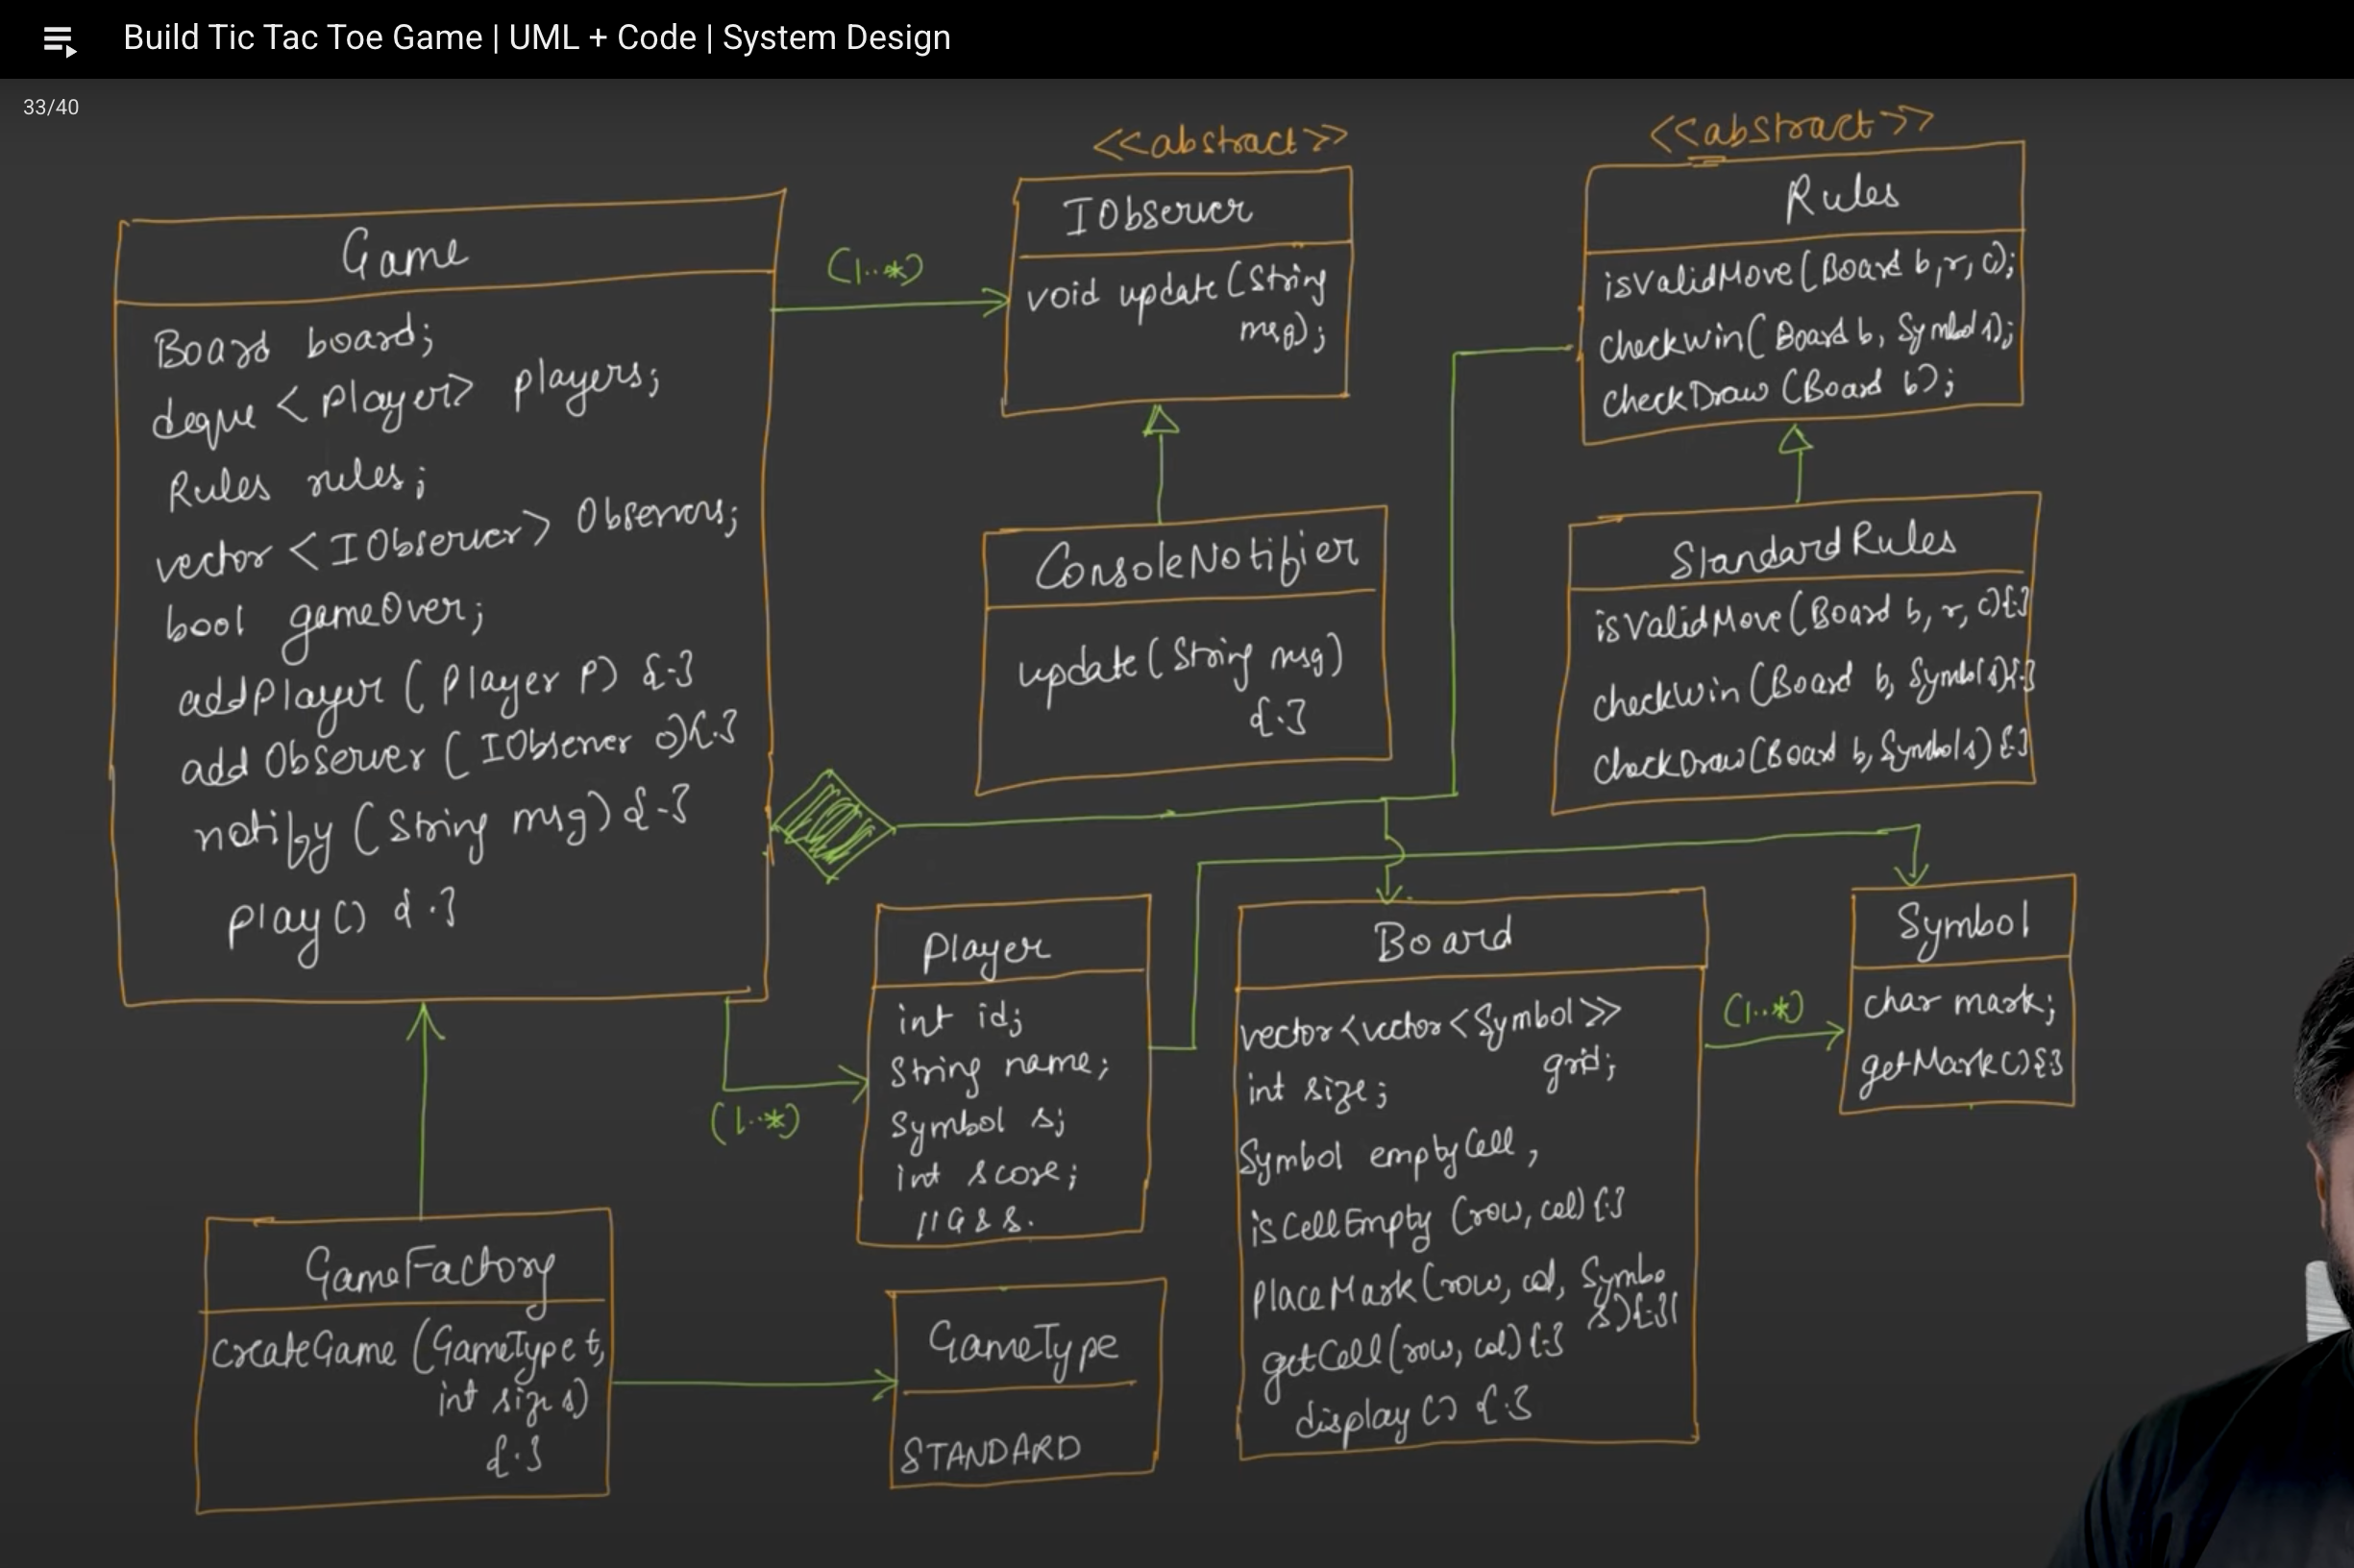 Build Tic Tac Toe Game | UML + Code | System Design
33/40
Game
Board board;
deque <Player> players;
Rules rules;
vector <IObserver> Observers;
bool gameOver;
addPlayer (Player P) {.}
add Observer (IObserver o){.}
notify (String msg) {.}
play() {.}
(1..*)
<<abstract>>
IObserver
void update (String
msg);
ConsoleNotifier
update (String msg)
{.}
<<abstract>>
Rules
isValidMove (Board b, r, c);
checkWin (Board b, Symbol s);
checkDraw (Board b);
StandardRules
isValidMove (Board b, r, c){.}
checkWin (Board b, Symbol s){.}
checkDraw (Board b, Symbol s) {.}
(1..*)
Player
int id;
String name;
Symbol s;
int score;
// G & S.
Board
vector<vector<Symbol>>
grid;
int size;
Symbol emptyCell,
isCellEmpty (row, col) {.}
placeMark (row, col, Symbo
s) {.}
getCell (row, col) {.}
display () {.}
(1..*)
Symbol
char mark;
getMark() {}
GameFactory
createGame (GameType t,
int size s)
{.}
GameType
STANDARD